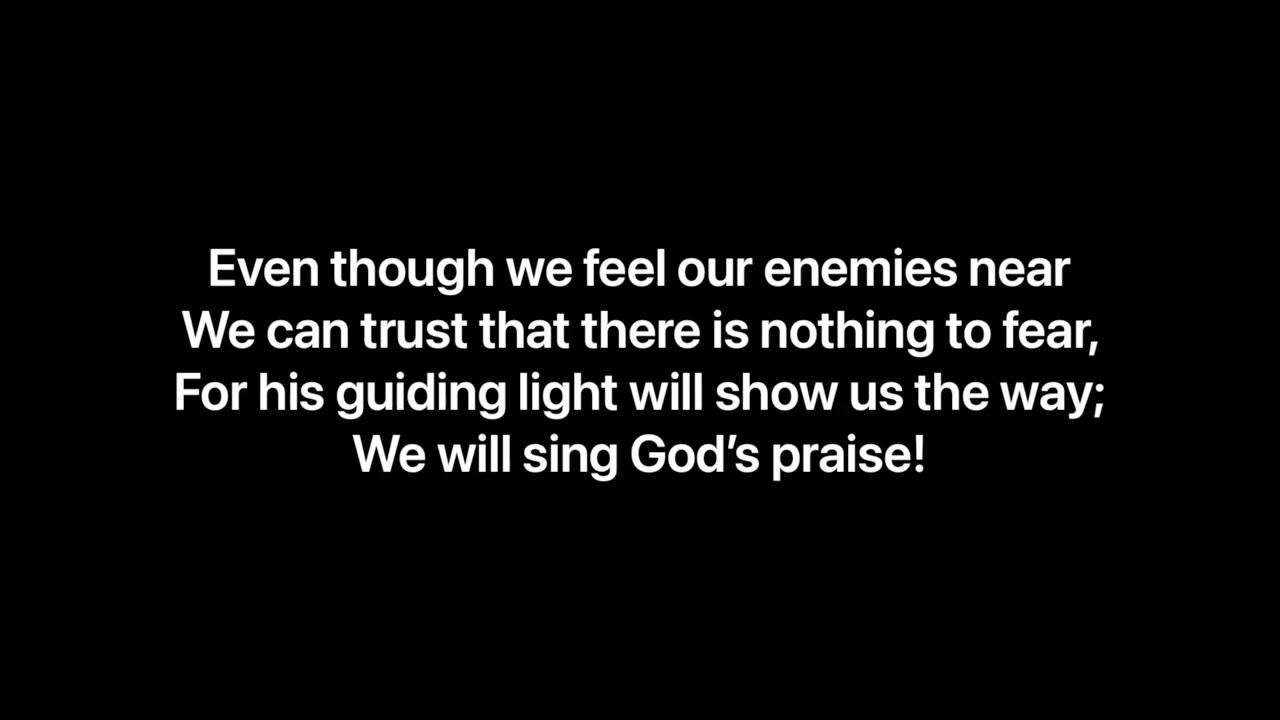 Even though we feel our enemies near
We can trust that there is nothing to fear,
For his guiding light will show us the way;
We will sing God’s praise!